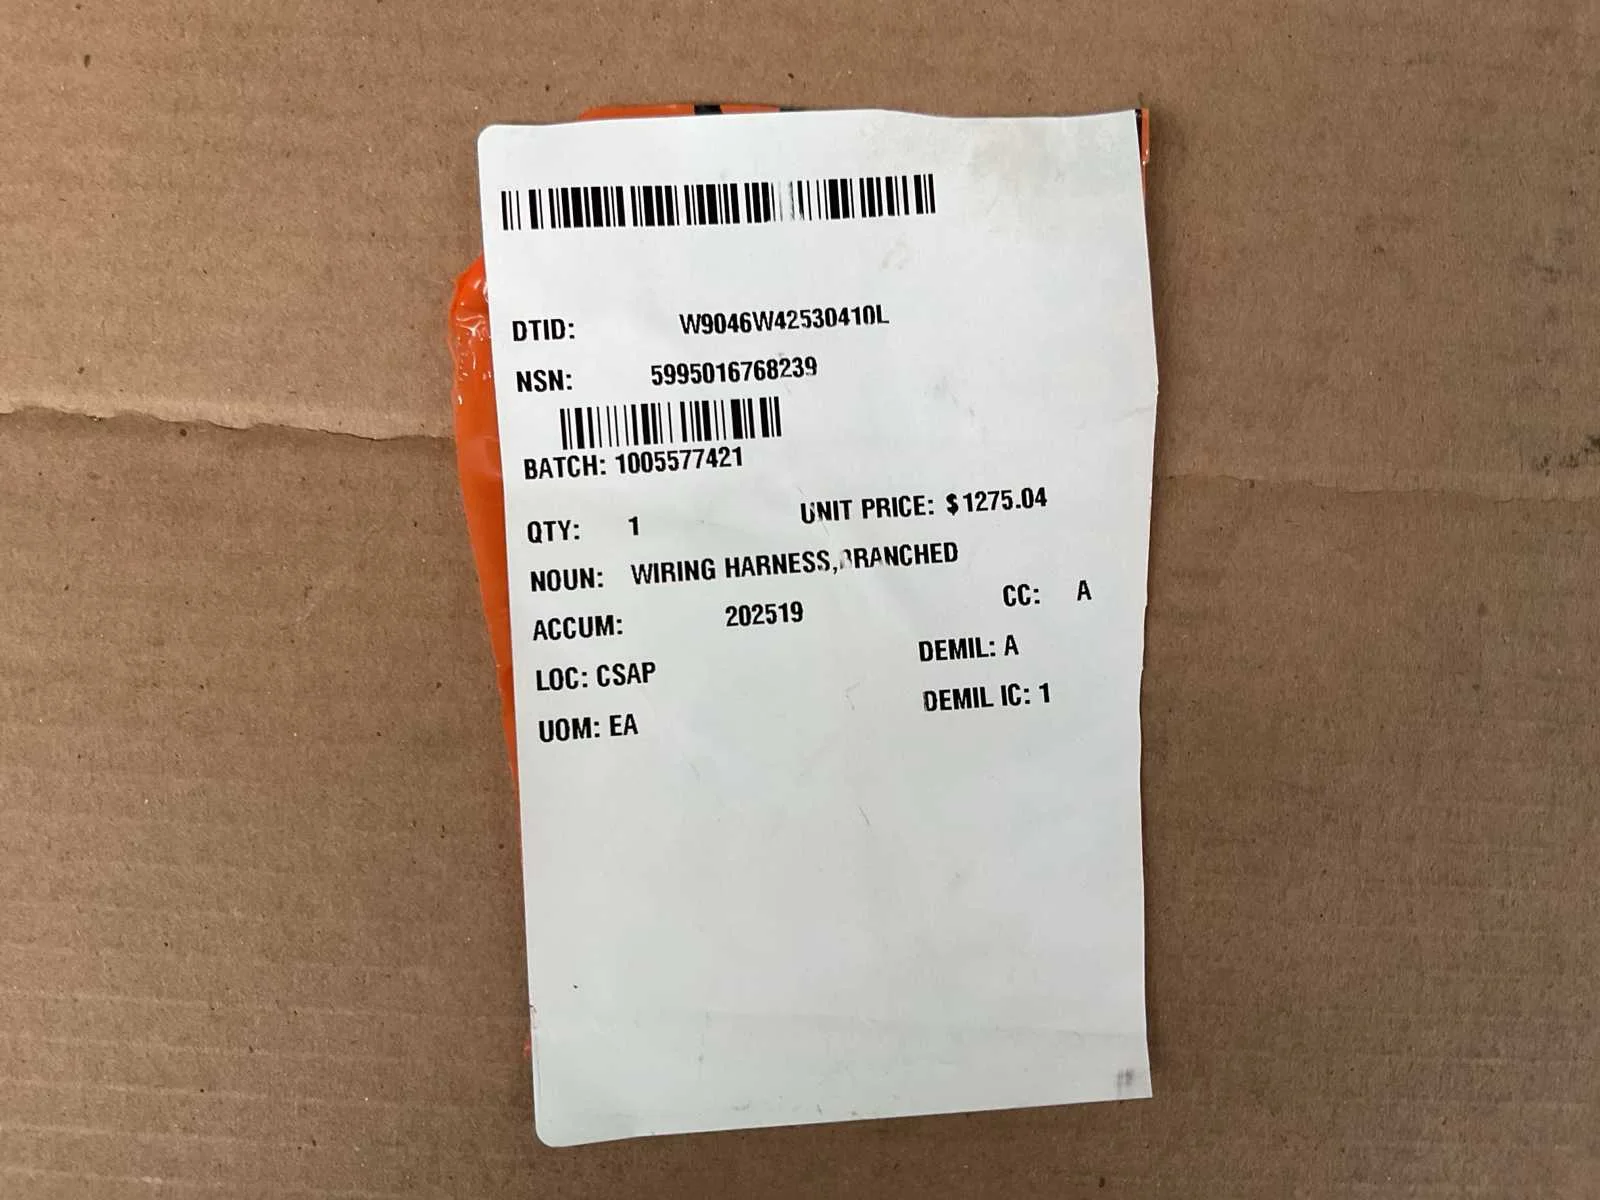 DTID: W9046W42530410L
NSN: 5995016768239
BATCH: 1005577421
QTY: 1 UNIT PRICE: $1275.04
NOUN: WIRING HARNESS,BRANCHED
ACCUM: 202519 CC: A
LOC: CSAP DEMIL: A
UOM: EA DEMIL IC: 1